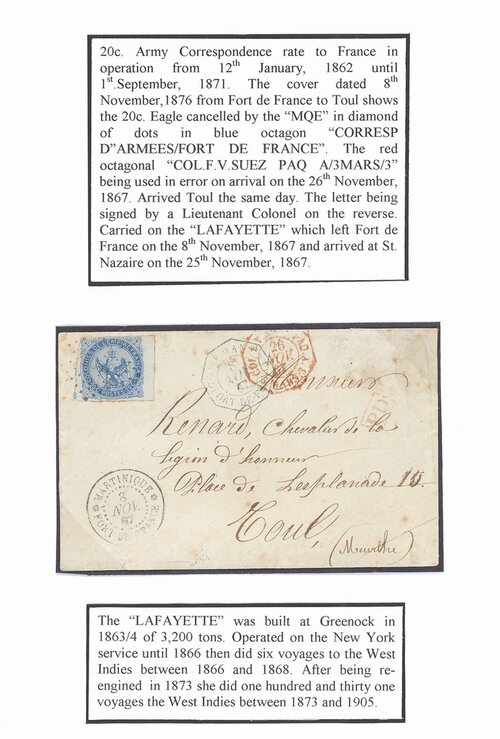 20c. Army Correspondence rate to France in
operation from 12th January, 1862 until
1st.September, 1871. The cover dated 8th
November,1876 from Fort de France to Toul shows
the 20c. Eagle cancelled by the "MQE" in diamond
of dots in blue octagon "CORRESP
D"ARMEES/FORT DE FRANCE". The red
octagonal "COL.F.V.SUEZ PAQ A/3MARS/3"
being used in error on arrival on the 26th November,
1867. Arrived Toul the same day. The letter being
signed by a Lieutenant Colonel on the reverse.
Carried on the "LAFAYETTE" which left Fort de
France on the 8th November, 1867 and arrived at St.
Nazaire on the 25th November, 1867.
Monsieur
Renard, Chevalier de la
légion d'honneur
Place de Lesplanade 15.
Toul,
(Meurthe)
MARTINIQUE
8
NOV.
67
FORT DE FRANCE
The "LAFAYETTE" was built at Greenock in
1863/4 of 3,200 tons. Operated on the New York
service until 1866 then did six voyages to the West
Indies between 1866 and 1868. After being re-
engined in 1873 she did one hundred and thirty one
voyages the West Indies between 1873 and 1905.